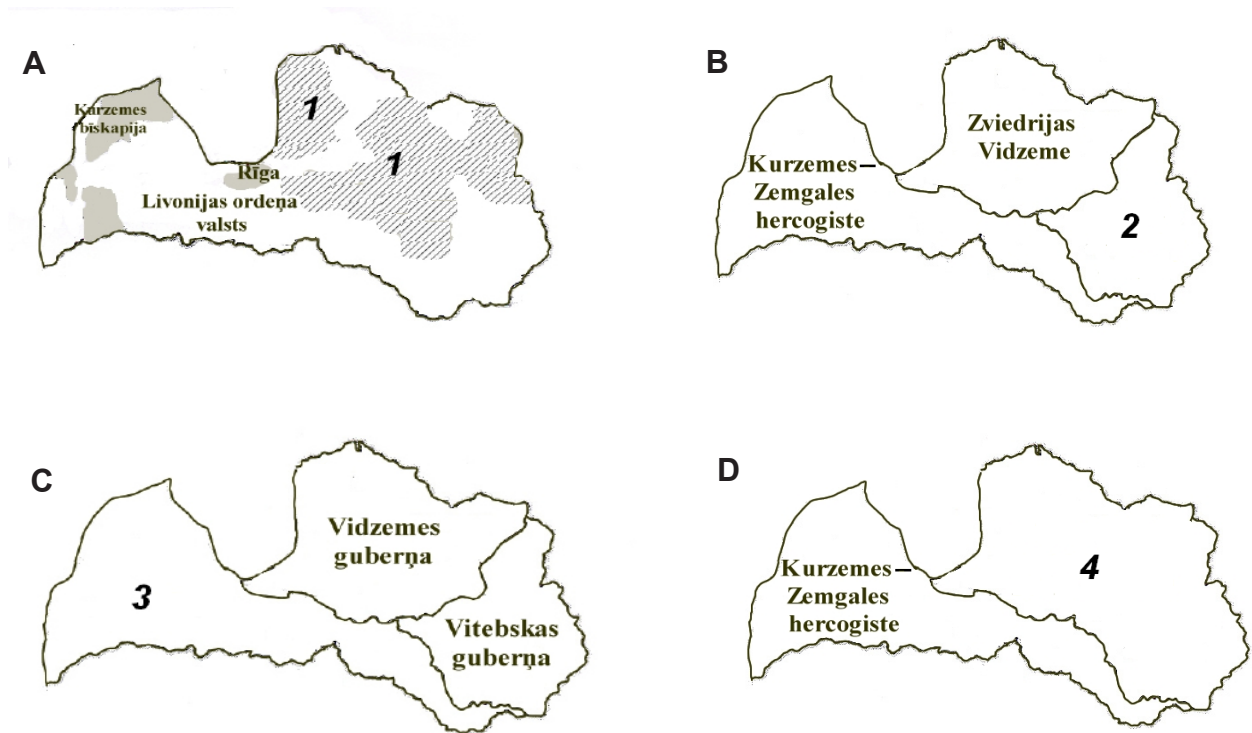 A
Kurzemes
bīskapija
1
1
Rīga
Livonijas ordeņa
valsts
B
Zviedrijas
Vidzeme
Kurzemes–
Zemgales
hercogiste
2
C
Vidzemes
guberņa
3
Vitebskas
guberņa
D
Kurzemes–
Zemgales
hercogiste
4